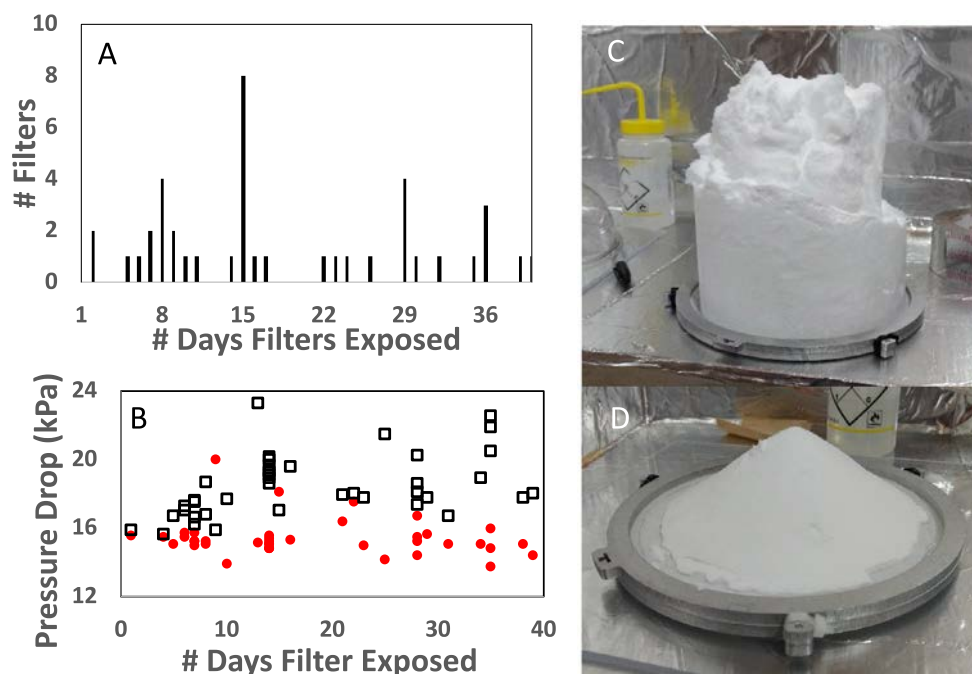 A
10
8
6
4
2
0
# Filters
1 8 15 22 29 36
# Days Filters Exposed
B
24
20
16
12
Pressure Drop (kPa)
0 10 20 30 40
# Days Filter Exposed
C
D